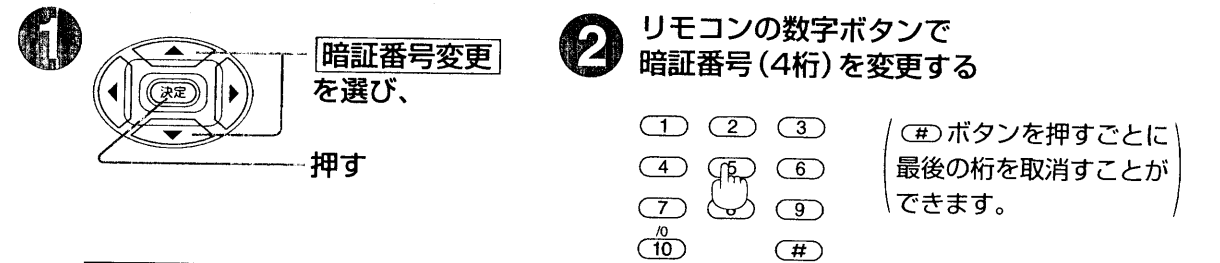 1
暗証番号変更
を選び、
決定
押す
2
リモコンの数字ボタンで
暗証番号(4桁)を変更する
1 2 3
4 5 6
7 9
/0
10 #
#ボタンを押すごとに
最後の桁を取消すことが
できます。